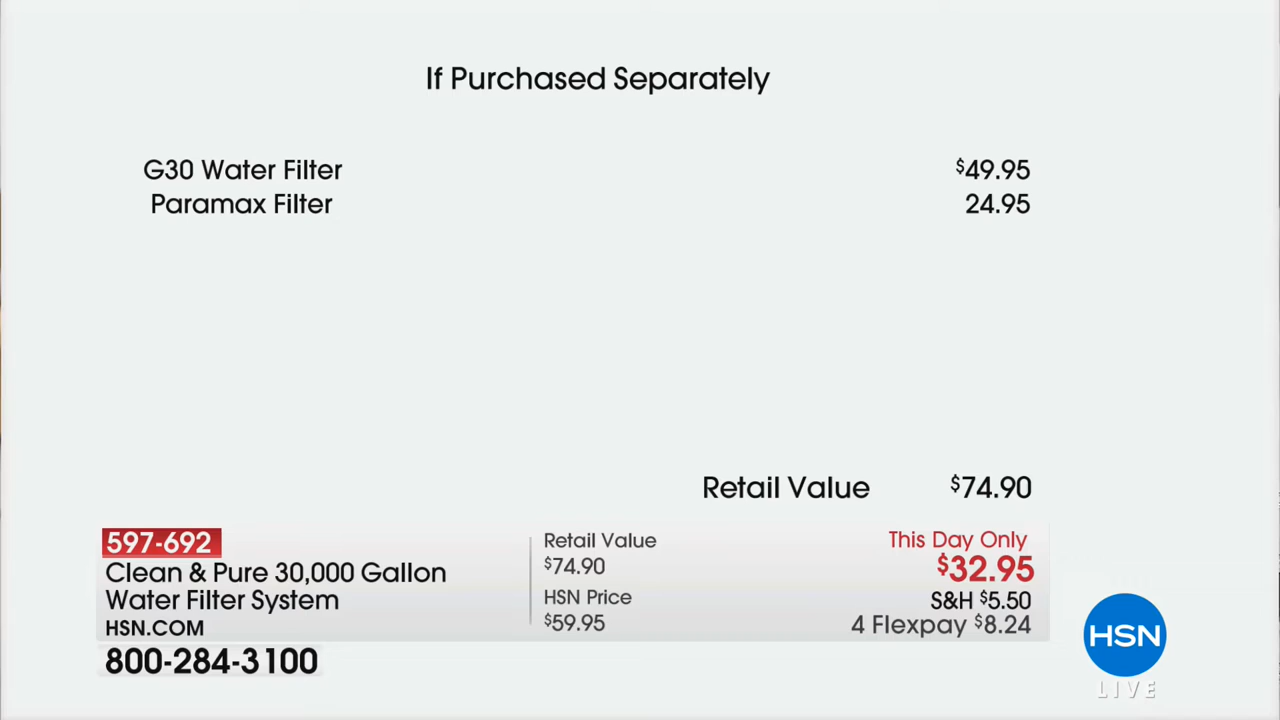 If Purchased Separately
G30 Water Filter $49.95
Paramax Filter 24.95
Retail Value $74.90
597-692
Clean & Pure 30,000 Gallon
Water Filter System
HSN.COM
800-284-3100
Retail Value
$74.90
HSN Price
$59.95
This Day Only
$32.95
S&H $5.50
4 Flexpay $8.24
HSN
LIVE